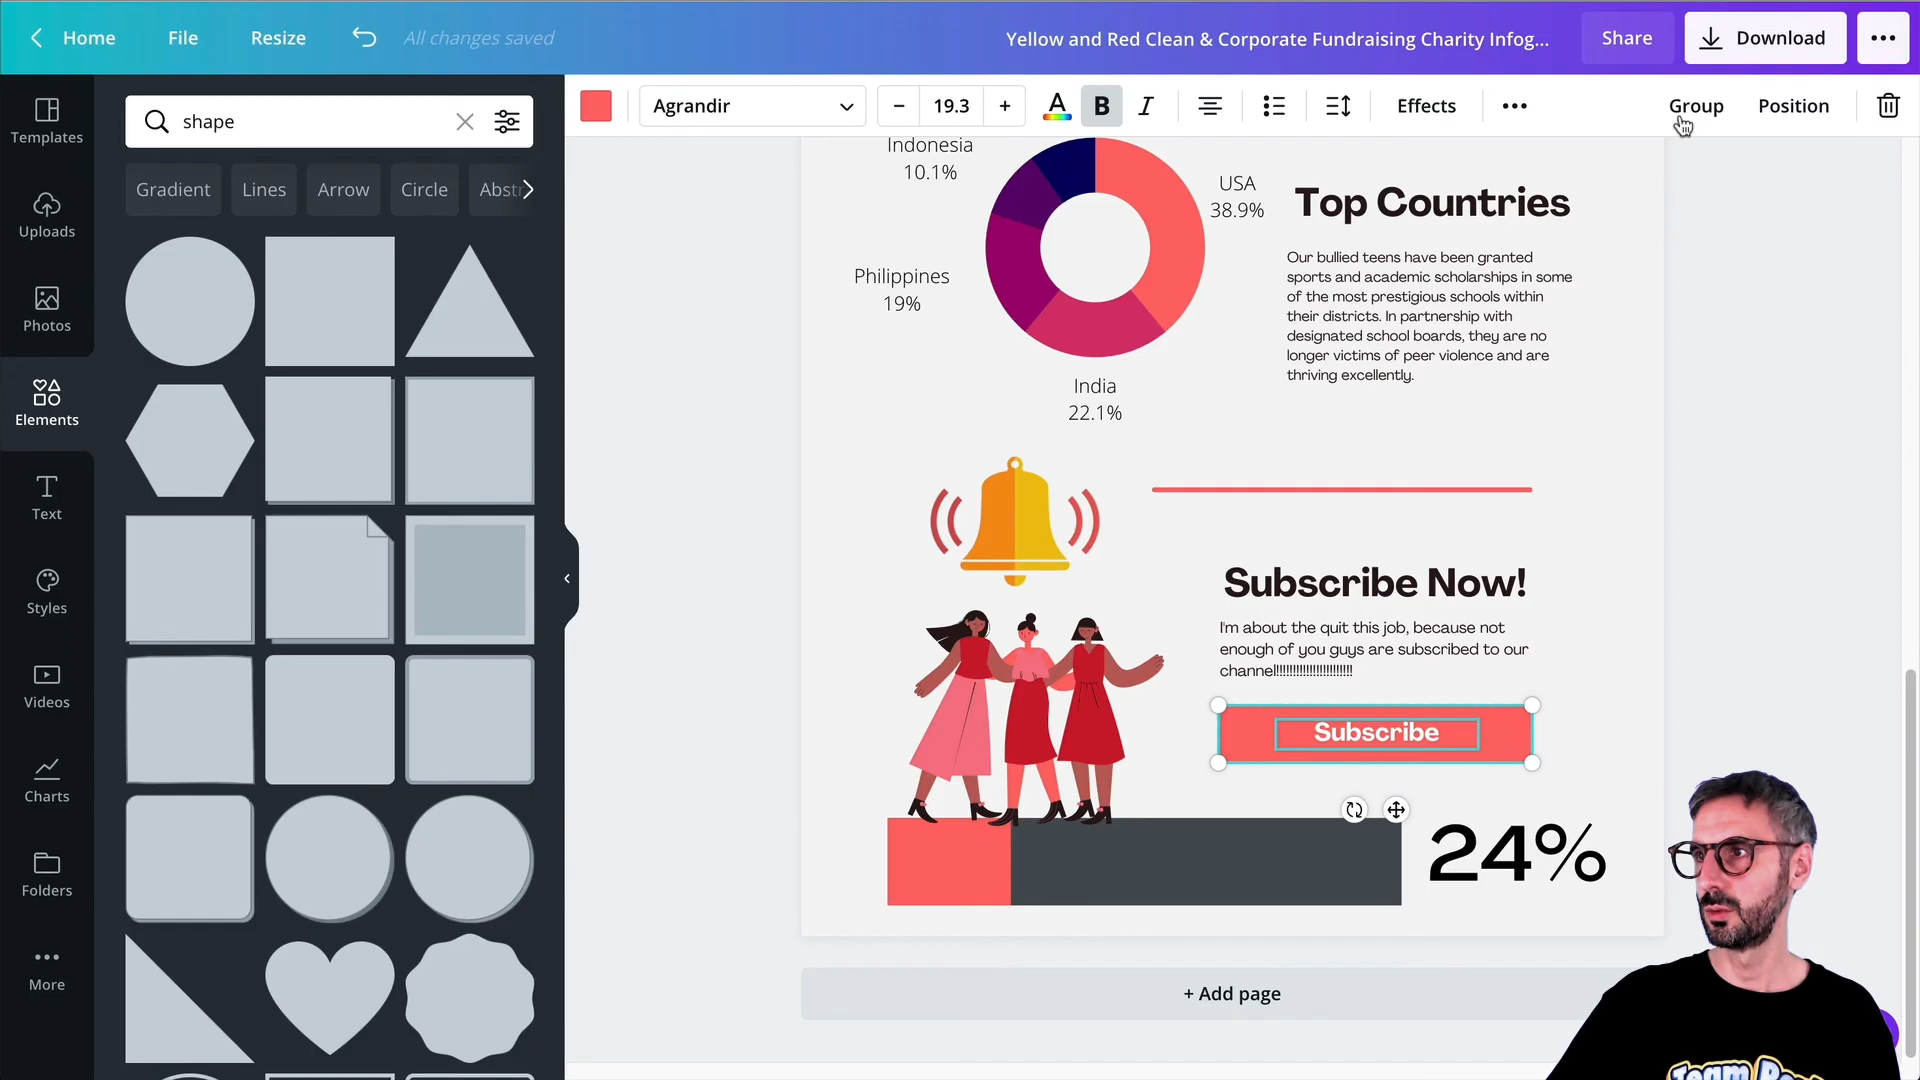 Home
File
Resize
All changes saved
Yellow and Red Clean & Corporate Fundraising Charity Infog...
Share
Download
Templates
Uploads
Photos
Elements
Text
Styles
Videos
Charts
Folders
More
shape
Gradient
Lines
Arrow
Circle
Abst
Agrandir
19.3
A
B
I
Effects
Group
Position
Indonesia
10.1%
USA
38.9%
Philippines
19%
India
22.1%
Top Countries
Our bullied teens have been granted
sports and academic scholarships in some
of the most prestigious schools within
their districts. In partnership with
designated school boards, they are no
longer victims of peer violence and are
thriving excellently.
Subscribe Now!
I'm about the quit this job, because not
enough of you guys are subscribed to our
channel!!!!!!!!!!!!!!!!!!!!!!!
Subscribe
24%
+ Add page
Team